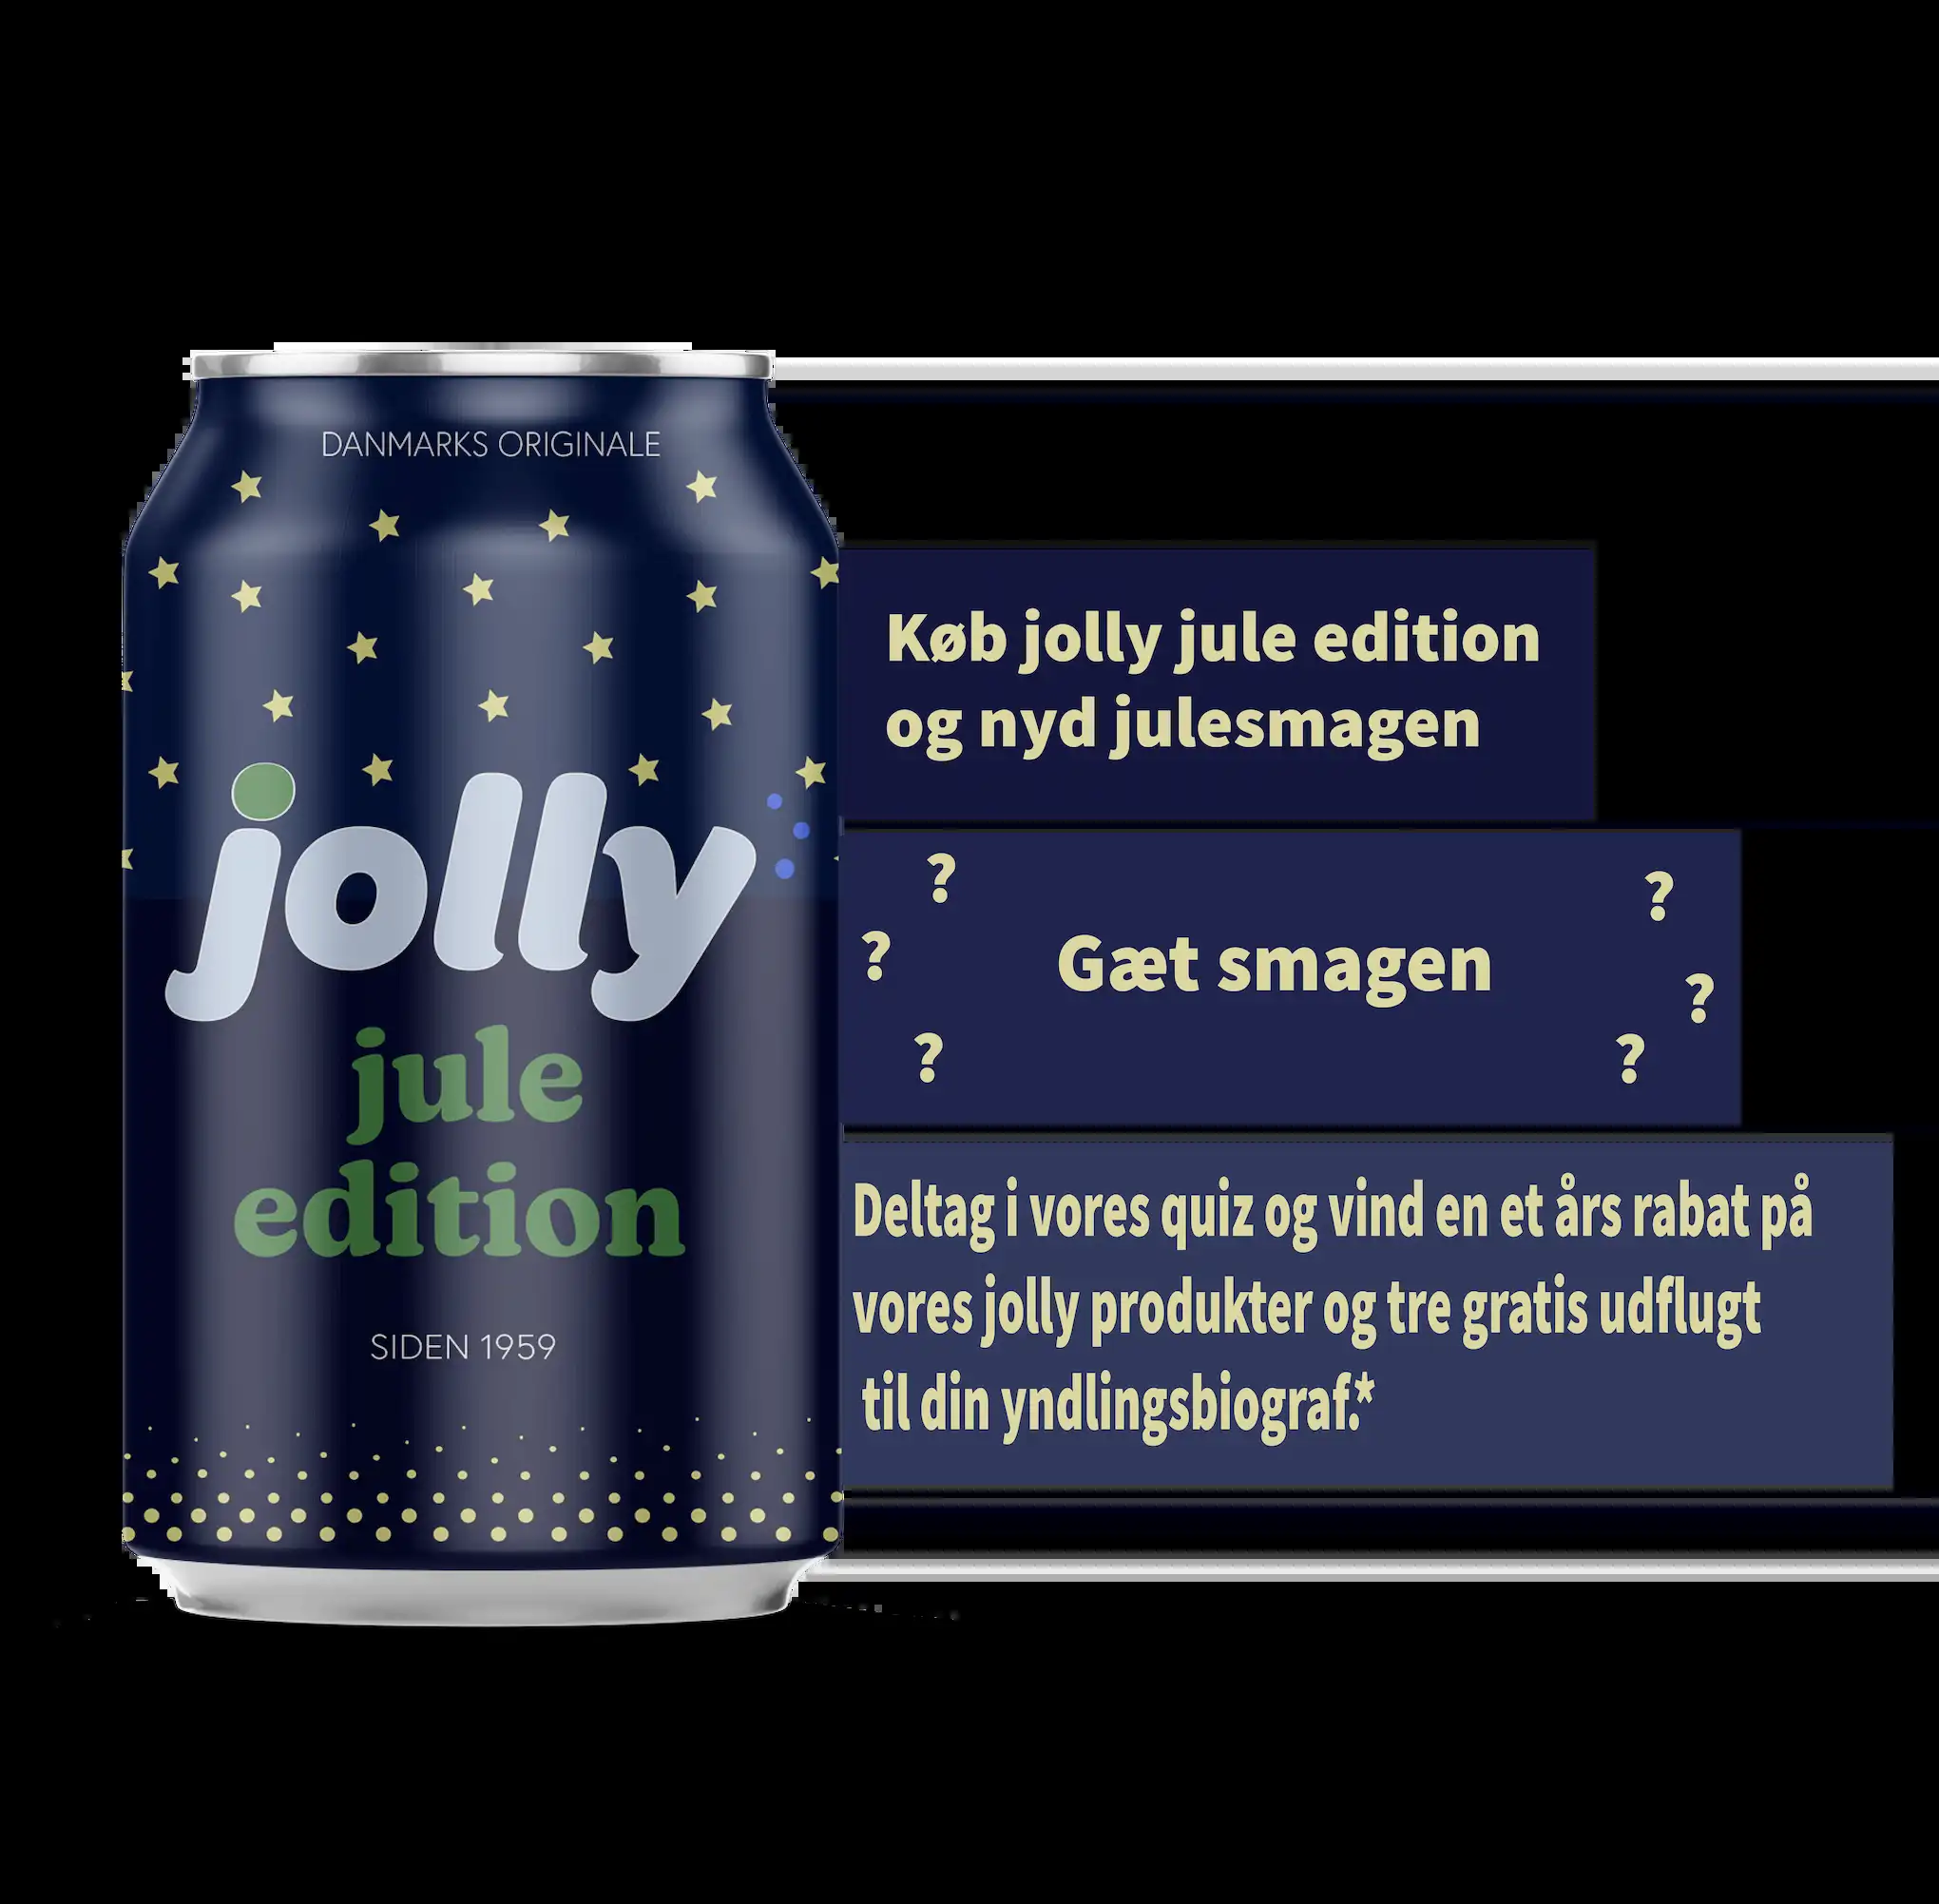 DANMARKS ORIGINALE
jolly
jule
edition
SIDEN 1959
Køb jolly jule edition
og nyd julesmagen
? ?
Gæt smagen
? ?
? ?
Deltag i vores quiz og vind en et års rabat på
vores jolly produkter og tre gratis udflugt
til din yndlingsbiograf.*